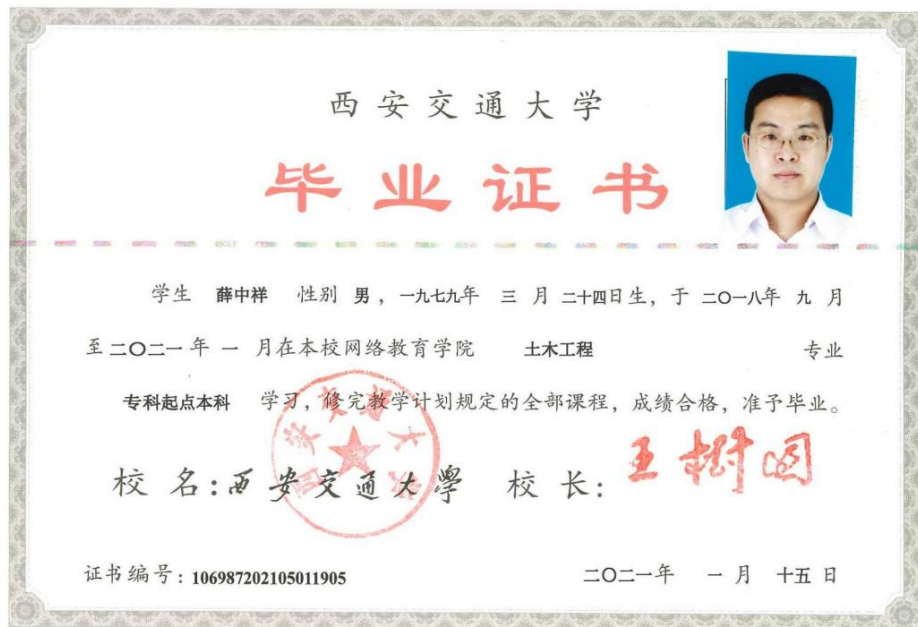 西安交通大学
毕业证书
学生 薛中祥 性别 男，一九七九年 三 月 二十四日生，于 二〇一八年 九 月
至二〇二一年 一 月在本校网络教育学院 土木工程 专业
专科起点本科 学习，修完教学计划规定的全部课程，成绩合格，准予毕业。
校 名：西安交通大學 校 长：王树国
西安交通大学
证书编号：106987202105011905 二〇二一年 一 月 十五 日